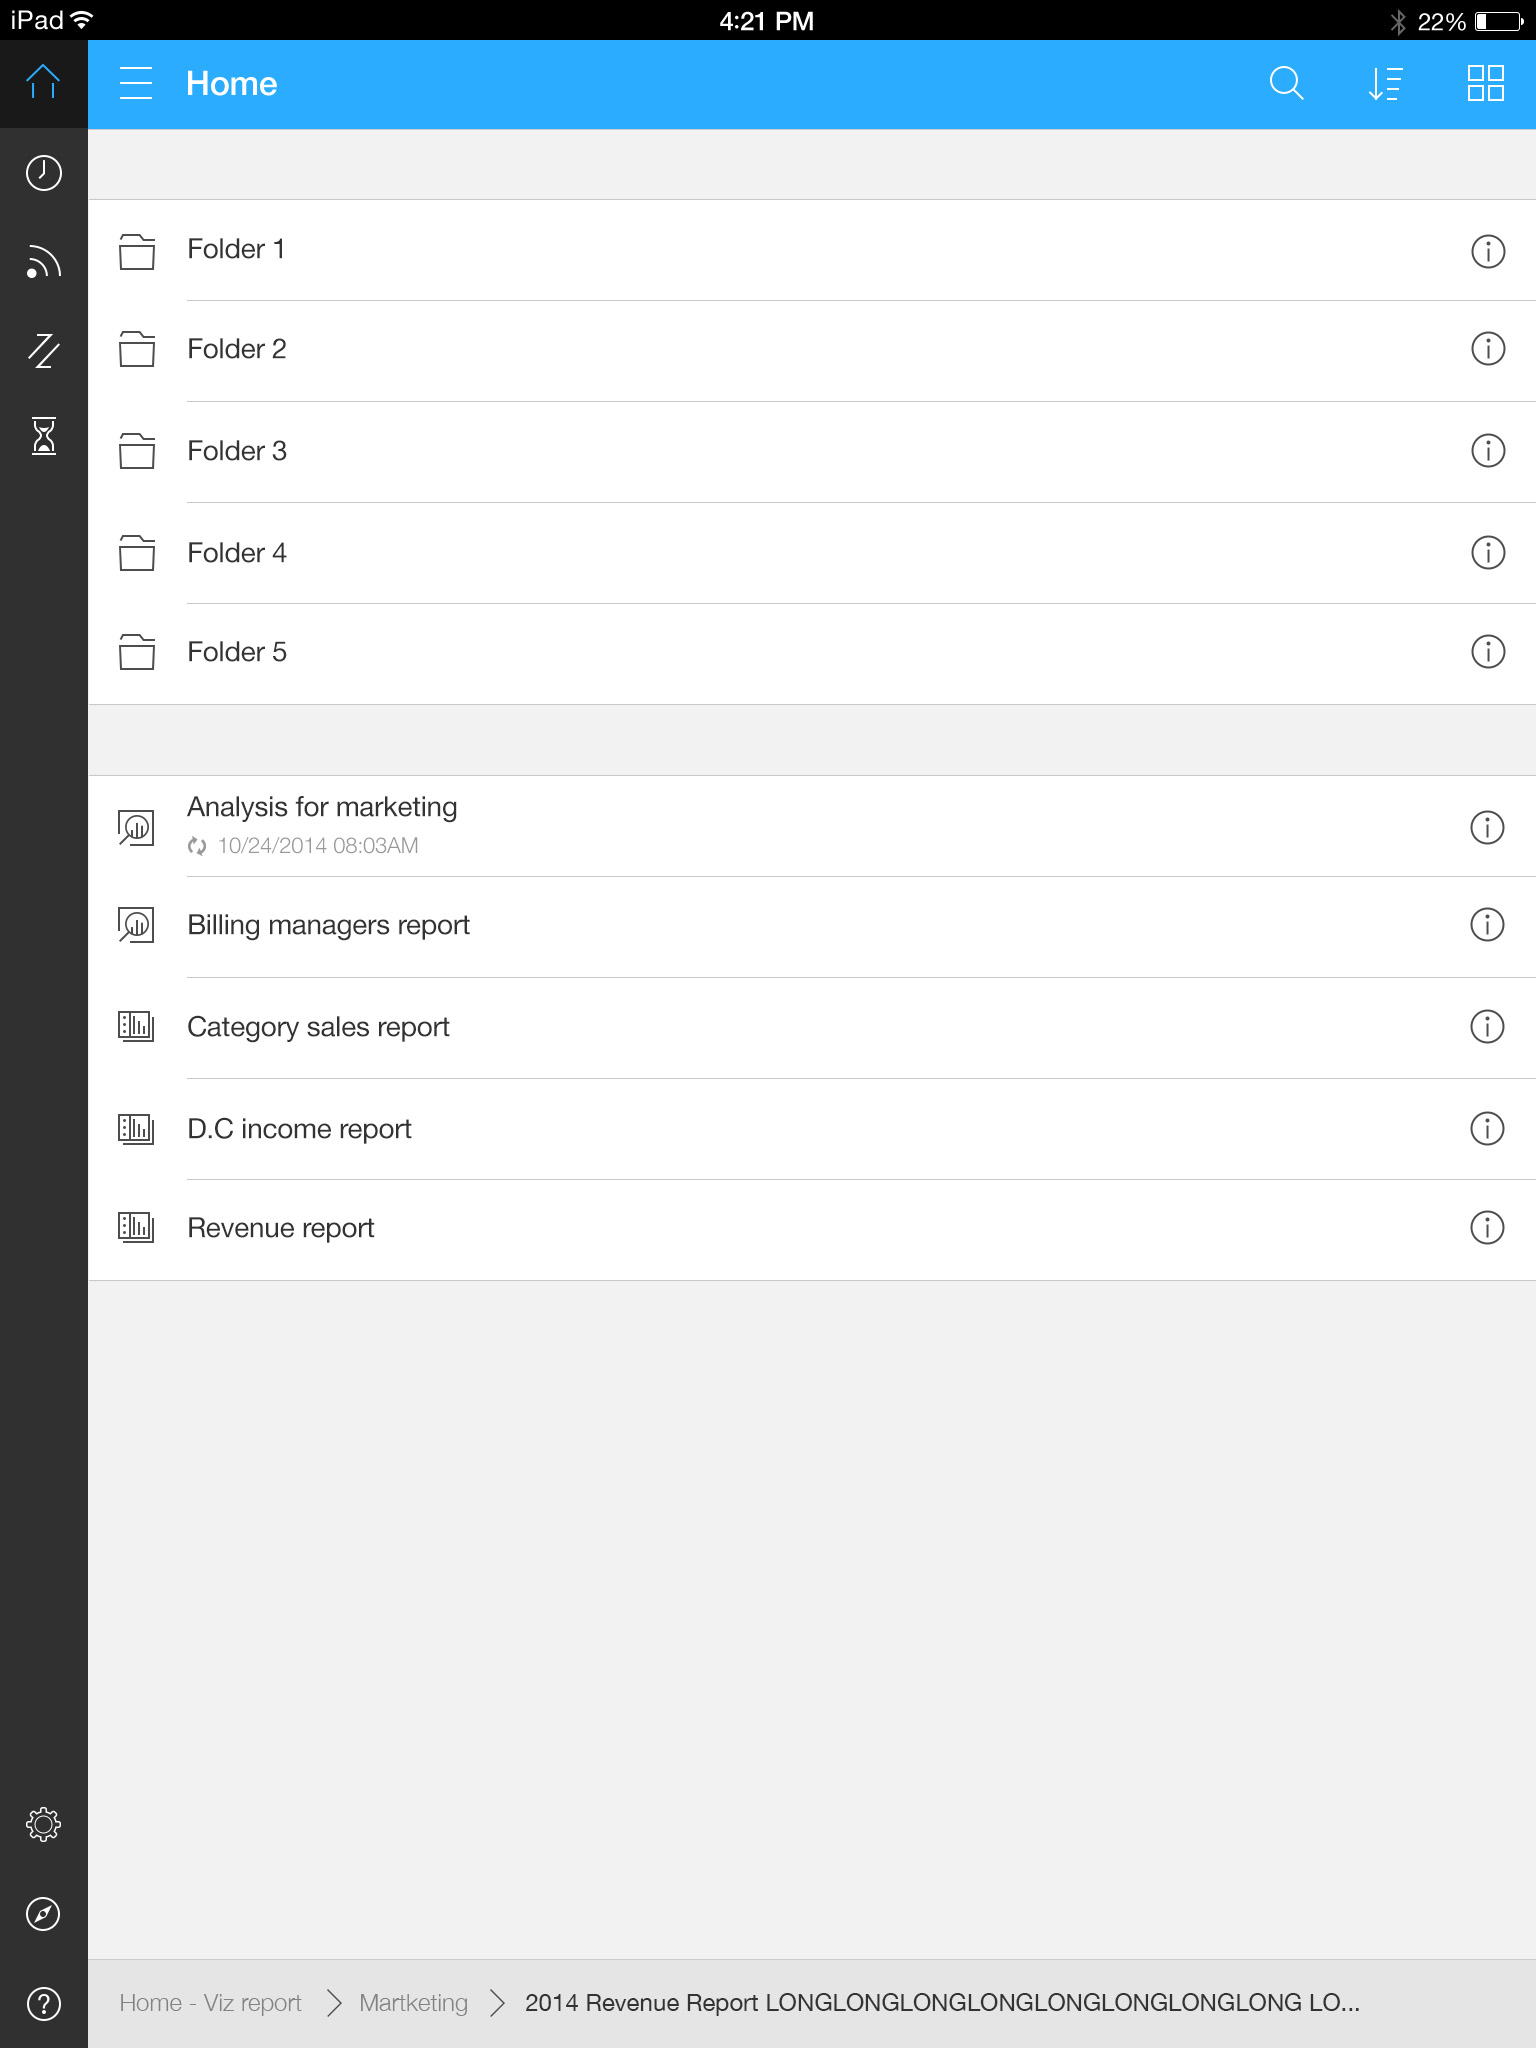 iPad 4:21 PM 22%
Home
Folder 1
Folder 2
Folder 3
Folder 4
Folder 5
Analysis for marketing
10/24/2014 08:03AM
Billing managers report
Category sales report
D.C income report
Revenue report
Home - Viz report Martketing 2014 Revenue Report LONGLONGLONGLONGLONGLONGLONGLONG LO...